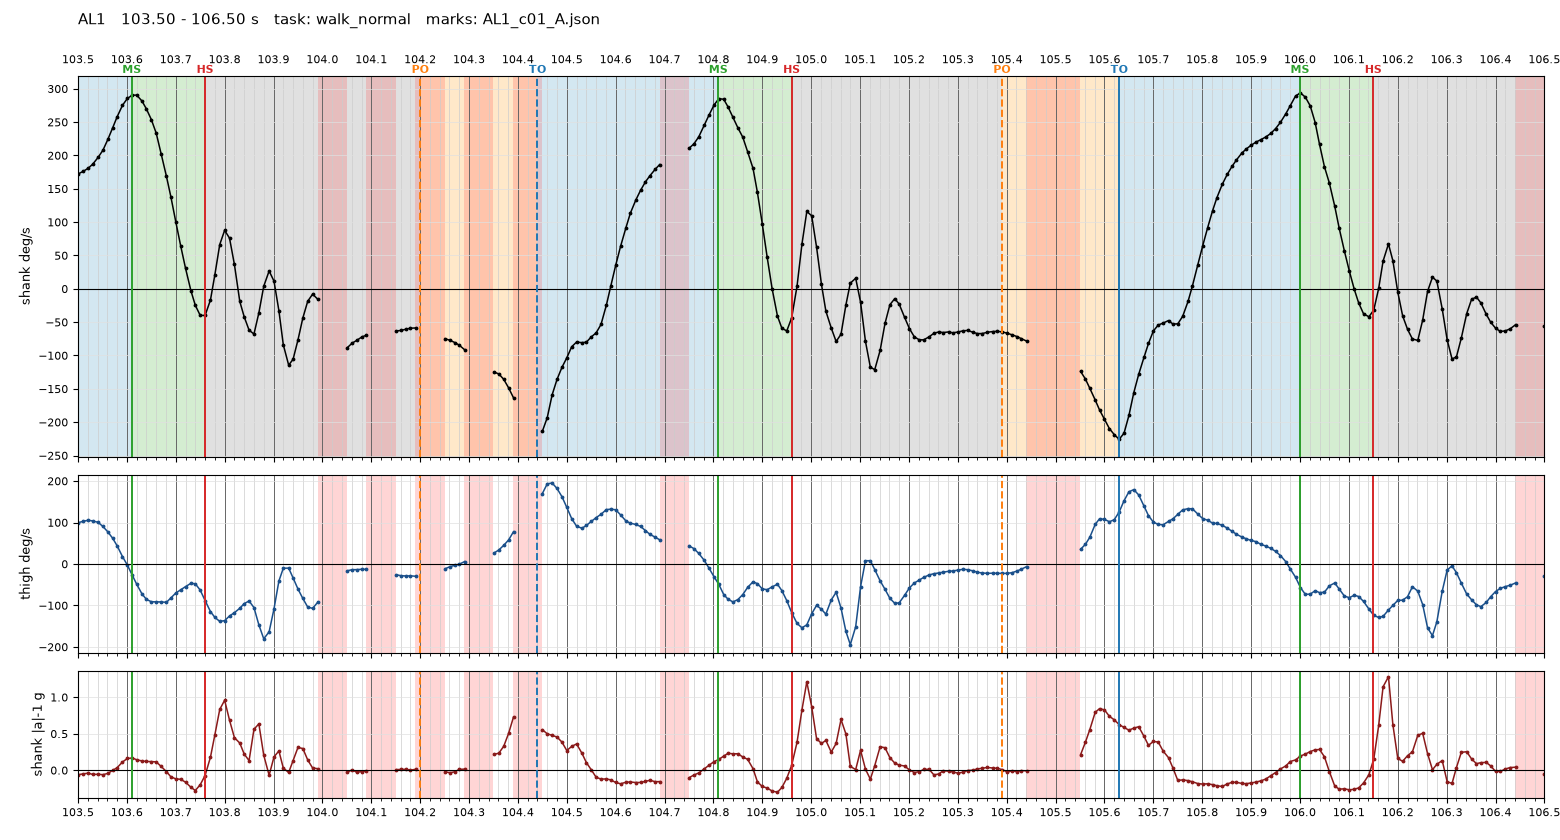 AL1   103.50 - 106.50 s   task: walk_normal   marks: AL1_c01_A.json
103.5 103.6 103.7 103.8 103.9 104.0 104.1 104.2 104.3 104.4 104.5 104.6 104.7 104.8 104.9 105.0 105.1 105.2 105.3 105.4 105.5 105.6 105.7 105.8 105.9 106.0 106.1 106.2 106.3 106.4 106.5
MS HS PO TO MS HS PO TO MS HS
300
250
200
150
100
50
0
−50
−100
−150
−200
−250
shank deg/s
200
100
0
−100
−200
thigh deg/s
1.0
0.5
0.0
shank |a|-1 g
103.5 103.6 103.7 103.8 103.9 104.0 104.1 104.2 104.3 104.4 104.5 104.6 104.7 104.8 104.9 105.0 105.1 105.2 105.3 105.4 105.5 105.6 105.7 105.8 105.9 106.0 106.1 106.2 106.3 106.4 106.5